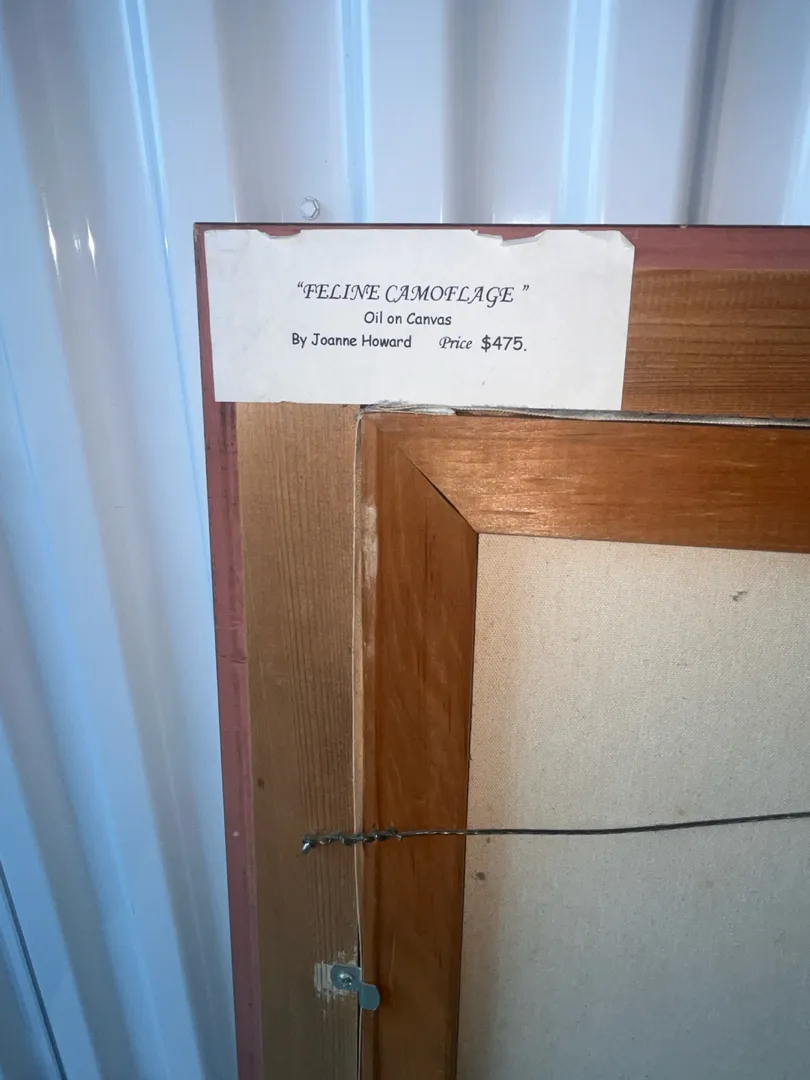 “FELINE CAMOFLAGE ”
Oil on Canvas
By Joanne Howard Price $475.